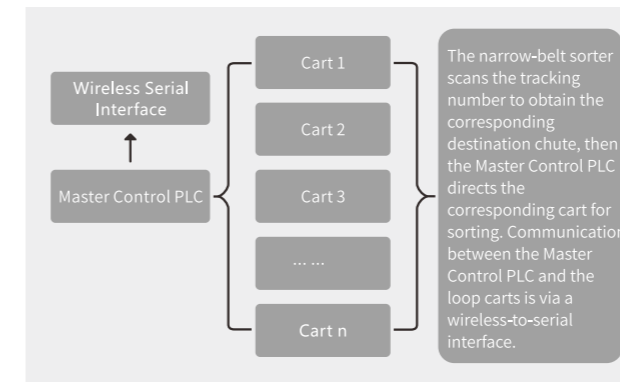 Wireless Serial
Interface
Master Control PLC
Cart 1
Cart 2
Cart 3
... ...
Cart n
The narrow-belt sorter
scans the tracking
number to obtain the
corresponding
destination chute, then
the Master Control PLC
directs the
corresponding cart for
sorting. Communication
between the Master
Control PLC and the
loop carts is via a
wireless-to-serial
interface.